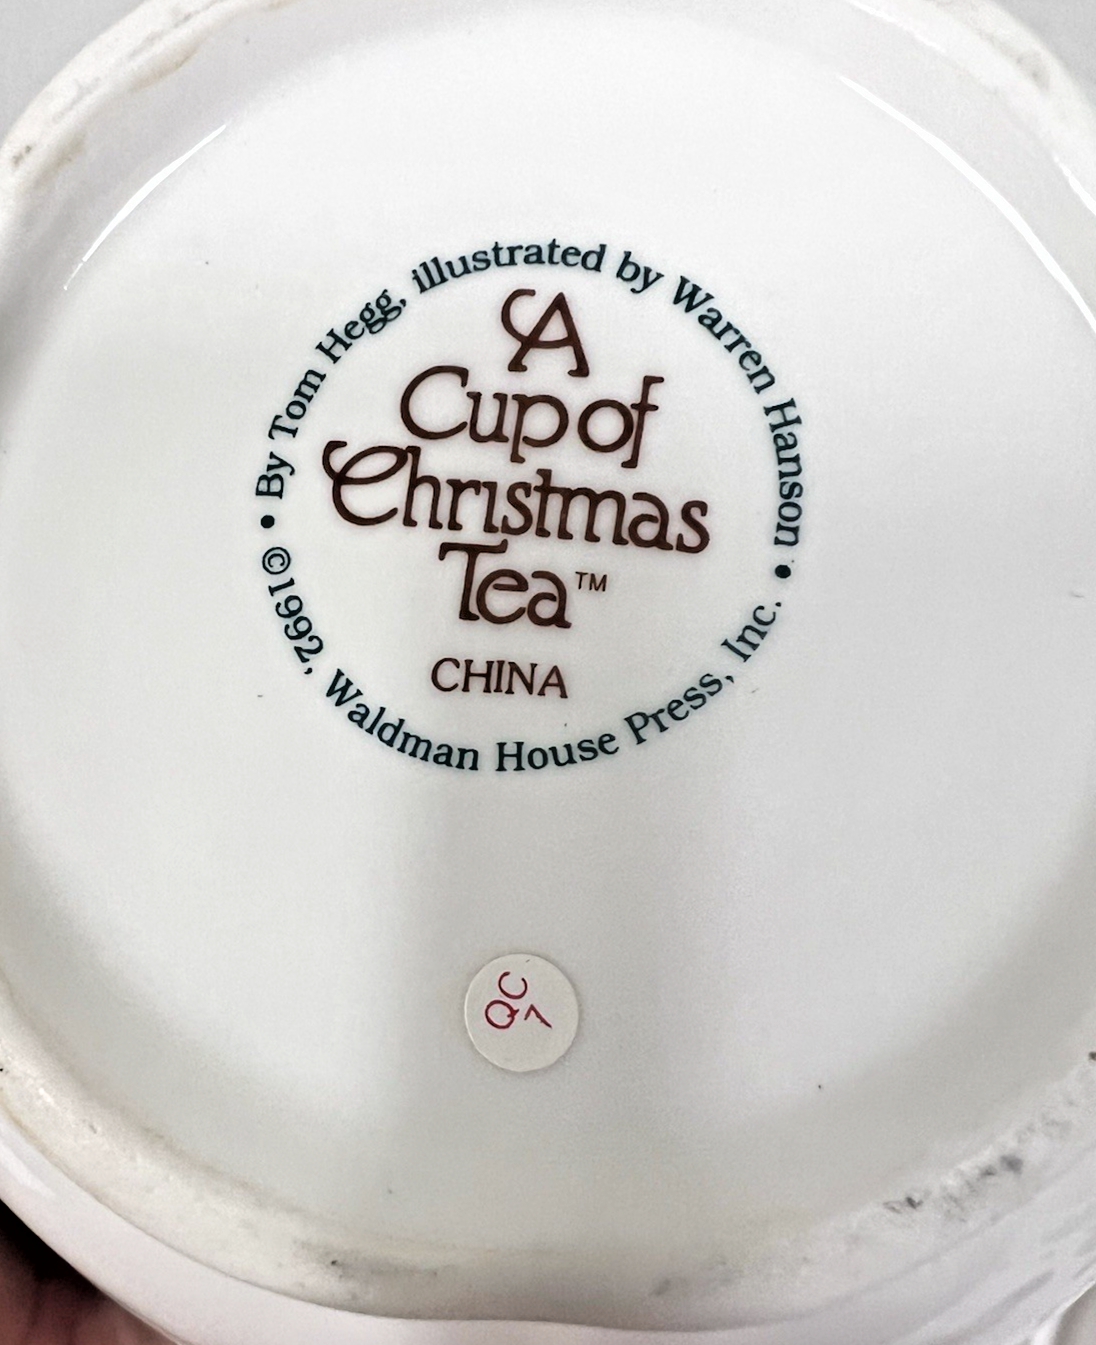 • By Tom Hegg, illustrated by Warren Hanson •
A
Cup of
Christmas
Tea™
CHINA
©1992, Waldman House Press, Inc.
QC
7